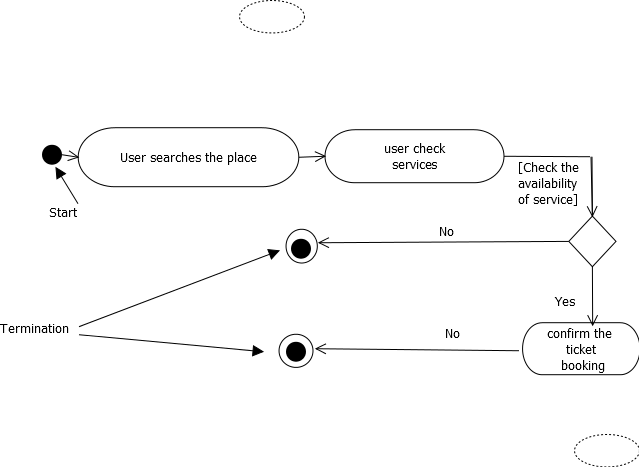 User searches the place
user check
services
[Check the
availability
of service]
Start
No
Yes
Termination
No
confirm the
ticket
booking